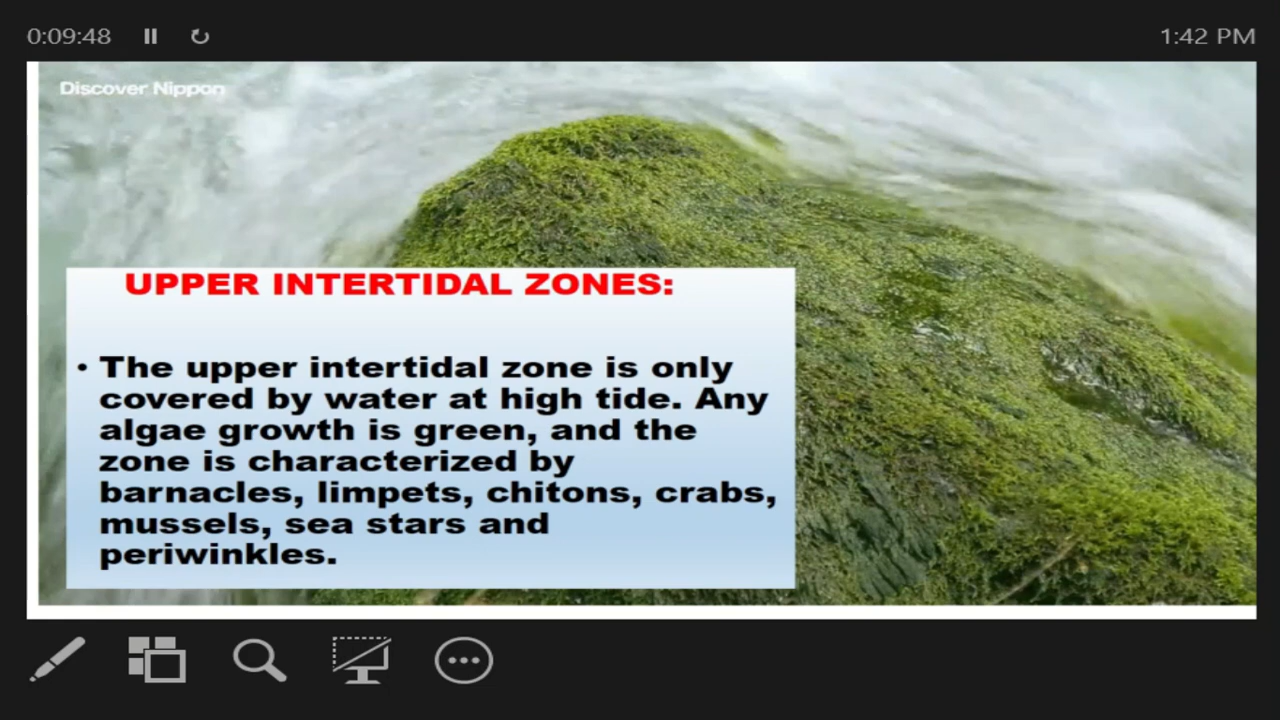 0:09:48
1:42 PM
Discover Nippon
UPPER INTERTIDAL ZONES:
• The upper intertidal zone is only
covered by water at high tide. Any
algae growth is green, and the
zone is characterized by
barnacles, limpets, chitons, crabs,
mussels, sea stars and
periwinkles.